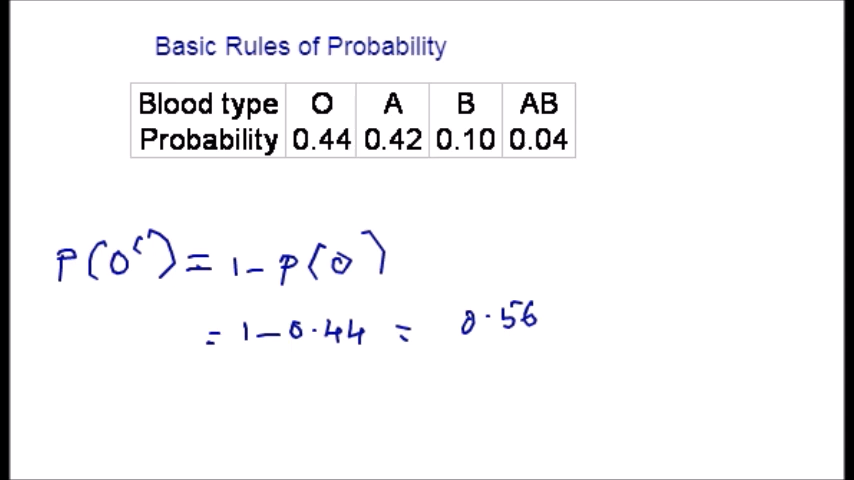 Basic Rules of Probability
Blood type O A B AB
Probability 0.44 0.42 0.10 0.04
P(Oᶜ) = 1 - P(O)
= 1 - 0.44 = 0.56